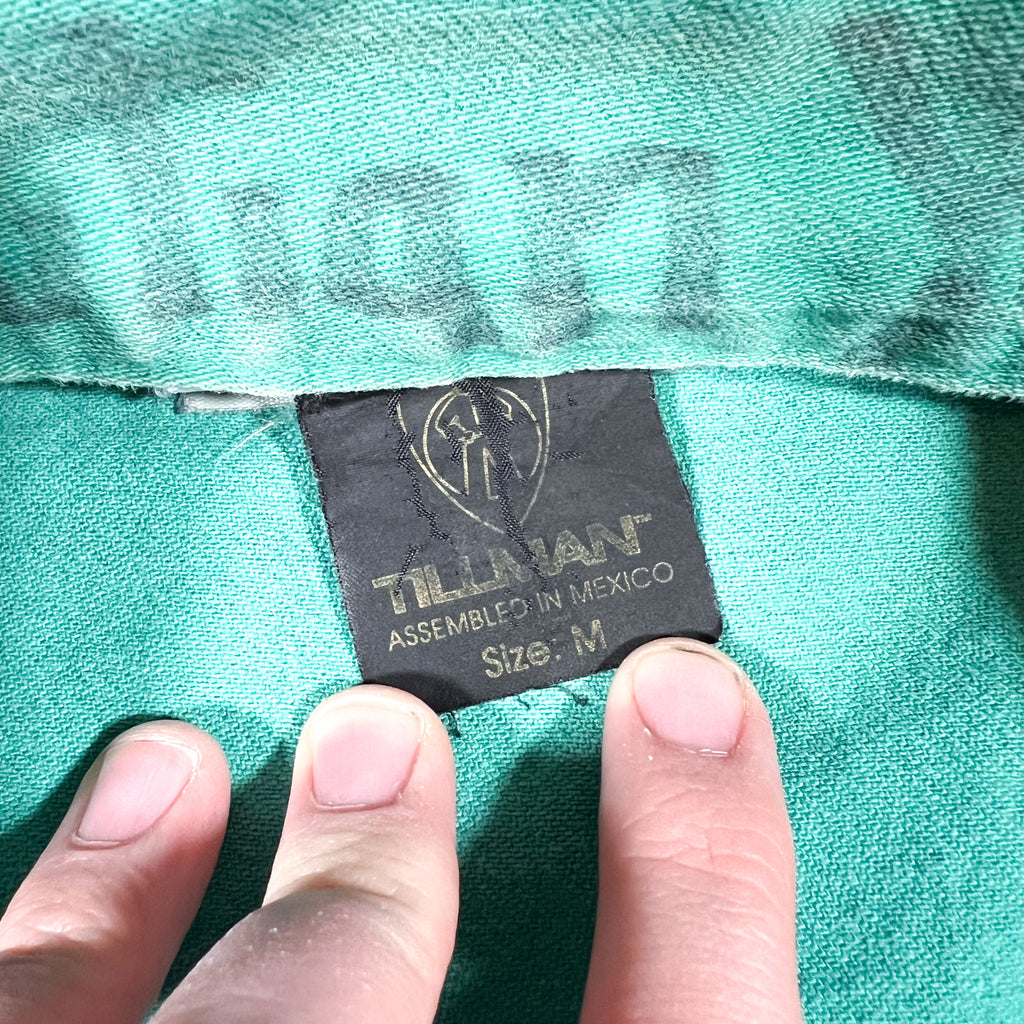 TILLMAN™
ASSEMBLED IN MEXICO
Size. M